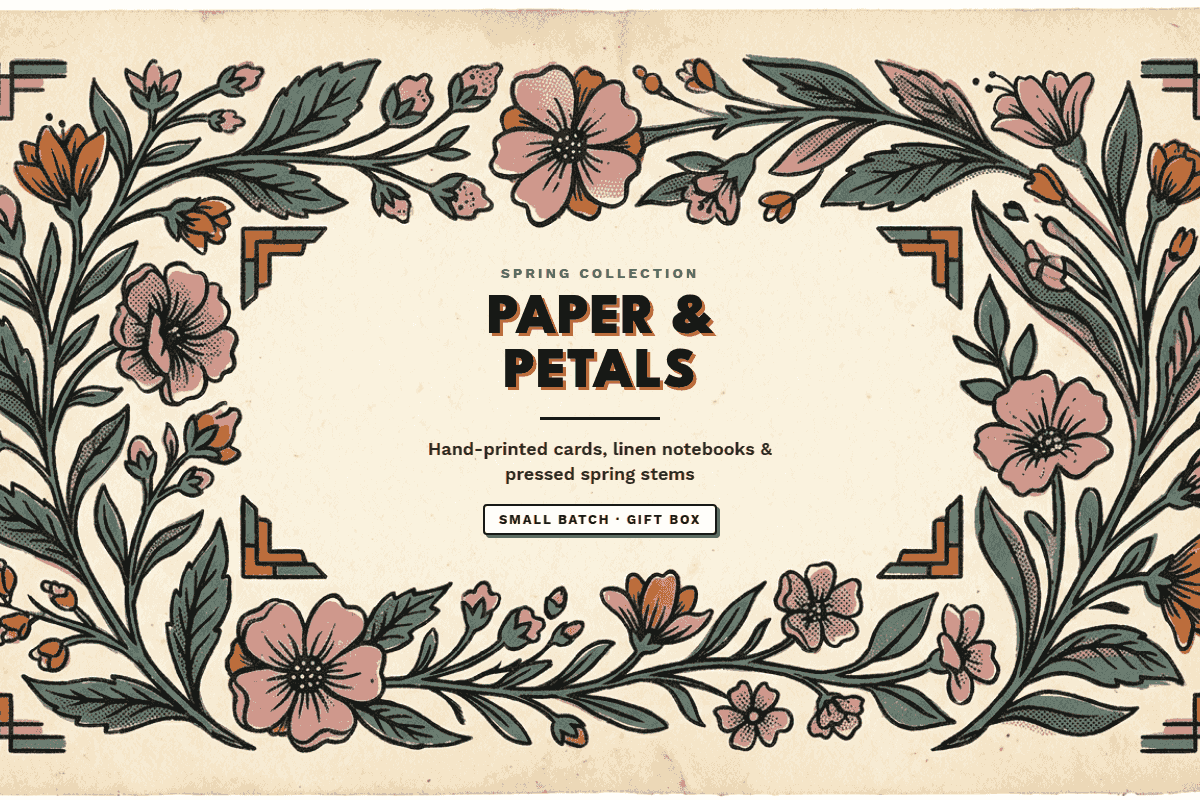 SPRING COLLECTION
PAPER &
PETALS
Hand-printed cards, linen notebooks &
pressed spring stems
SMALL BATCH · GIFT BOX